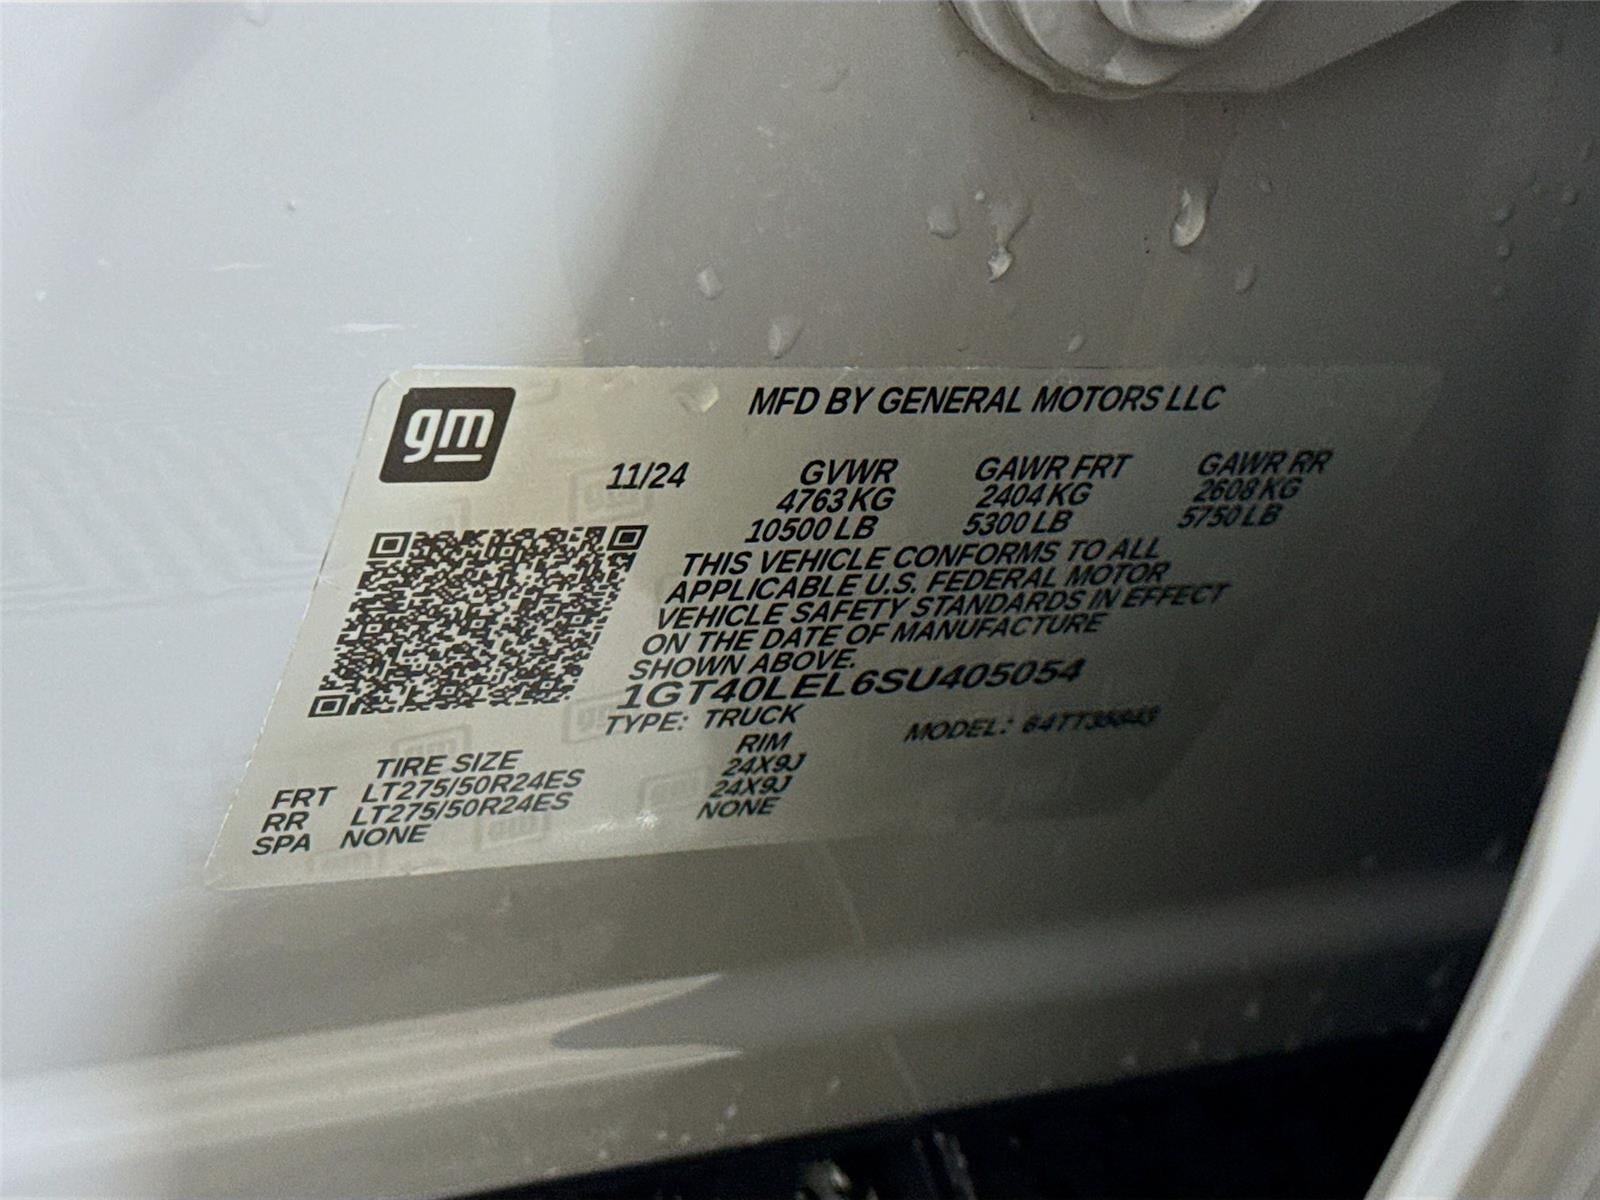 gm
MFD BY GENERAL MOTORS LLC
11/24 GVWR GAWR FRT GAWR RR
4763 KG 2404 KG 2608 KG
10500 LB 5300 LB 5750 LB
THIS VEHICLE CONFORMS TO ALL
APPLICABLE U.S. FEDERAL MOTOR
VEHICLE SAFETY STANDARDS IN EFFECT
ON THE DATE OF MANUFACTURE
SHOWN ABOVE.
1GT40LEL6SU405054
TYPE: TRUCK MODEL:
TIRE SIZE RIM
FRT LT275/50R24ES 24X9J
RR LT275/50R24ES 24X9J
SPA NONE NONE